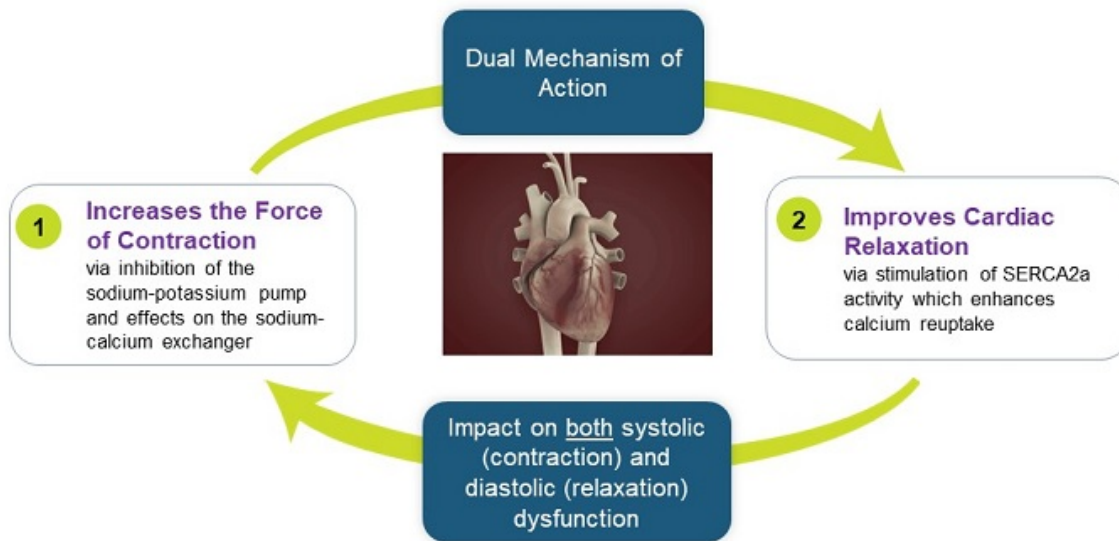 Dual Mechanism of
Action
1
Increases the Force
of Contraction
via inhibition of the
sodium-potassium pump
and effects on the sodium-
calcium exchanger
2
Improves Cardiac
Relaxation
via stimulation of SERCA2a
activity which enhances
calcium reuptake
Impact on both systolic
(contraction) and
diastolic (relaxation)
dysfunction